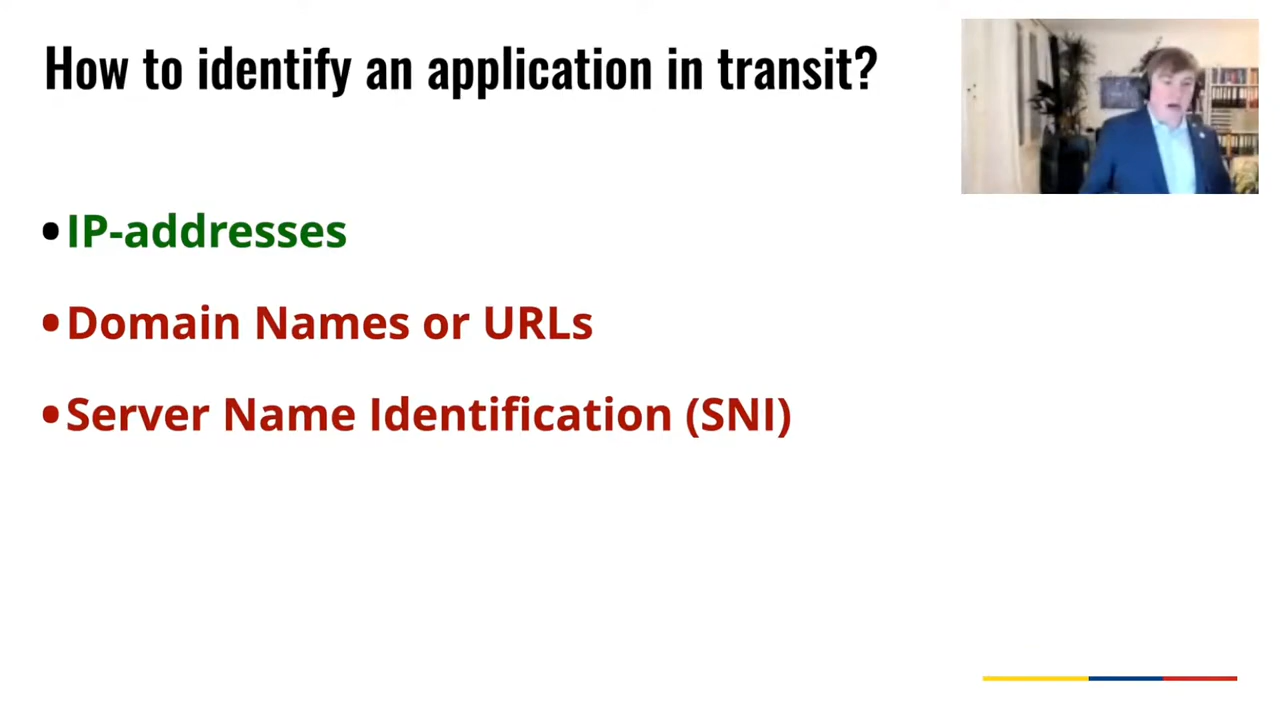 How to identify an application in transit?
•IP-addresses
•Domain Names or URLs
•Server Name Identification (SNI)